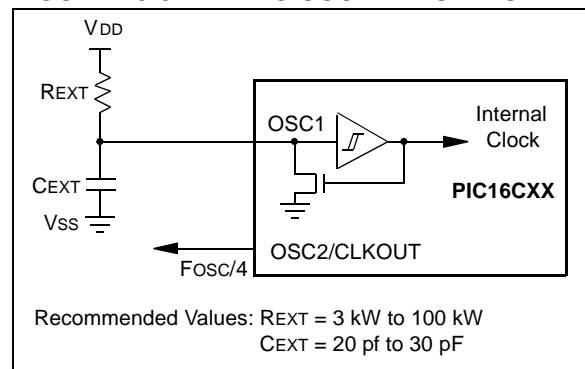 VDD
REXT
OSC1
Internal
Clock
CEXT
PIC16CXX
VSS
OSC2/CLKOUT
FOSC/4
Recommended Values: REXT = 3 kW to 100 kW
CEXT = 20 pf to 30 pF